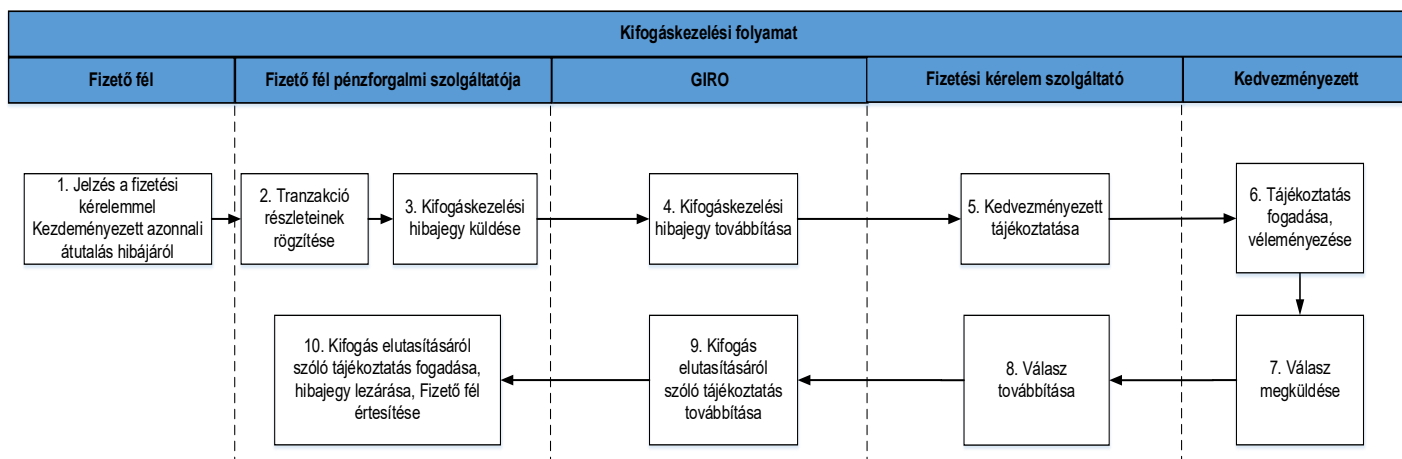 Kifogáskezelési folyamat
Fizető fél
Fizető fél pénzforgalmi szolgáltatója
GIRO
Fizetési kérelem szolgáltató
Kedvezményezett
1. Jelzés a fizetési
kérelemmel
Kezdeményezett azonnali
átutalás hibájáról
2. Tranzakció
részleteinek
rögzítése
3. Kifogáskezelési
hibajegy küldése
4. Kifogáskezelési
hibajegy továbbítása
5. Kedvezményezett
tájékoztatása
6. Tájékoztatás
fogadása,
véleményezése
10. Kifogás elutasításáról
szóló tájékoztatás fogadása,
hibajegy lezárása, Fizető fél
értesítése
9. Kifogás
elutasításáról
szóló tájékoztatás
továbbítása
8. Válasz
továbbítása
7. Válasz
megküldése